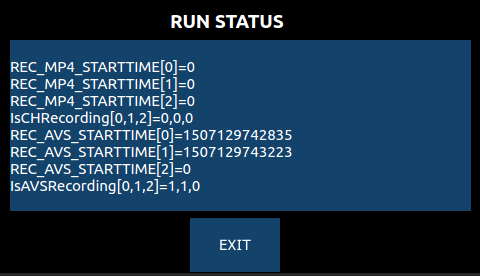 RUN STATUS
REC_MP4_STARTTIME[0]=0
REC_MP4_STARTTIME[1]=0
REC_MP4_STARTTIME[2]=0
IsCHRecording[0,1,2]=0,0,0
REC_AVS_STARTTIME[0]=1507129742835
REC_AVS_STARTTIME[1]=1507129743223
REC_AVS_STARTTIME[2]=0
IsAVSRecording[0,1,2]=1,1,0
EXIT